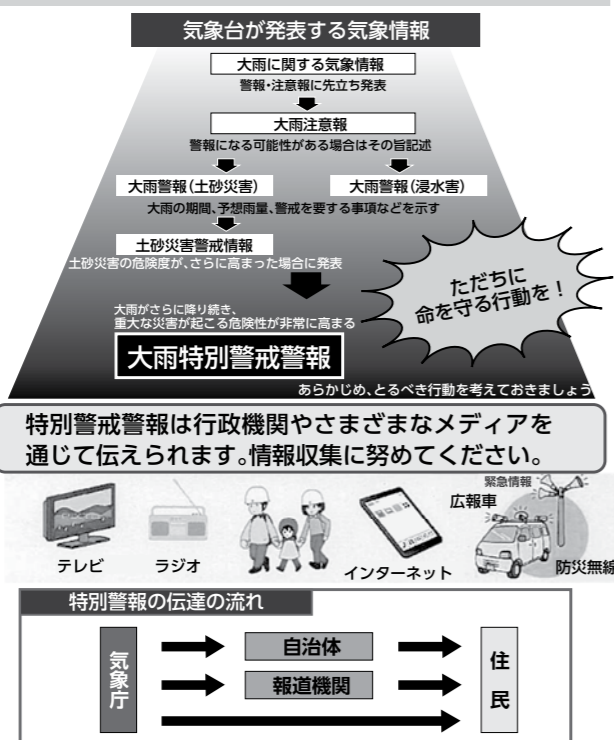 気象台が発表する気象情報
大雨に関する気象情報
警報・注意報に先立ち発表
大雨注意報
警報になる可能性がある場合はその旨記述
大雨警報(土砂災害)
大雨警報(浸水害)
大雨の期間、予想雨量、警戒を要する事項などを示す
土砂災害警戒情報
土砂災害の危険度が、さらに高まった場合に発表
ただちに
命を守る行動を!
大雨がさらに降り続き、
重大な災害が起こる危険性が非常に高まる
大雨特別警戒警報
あらかじめ、とるべき行動を考えておきましょう
特別警戒警報は行政機関やさまざまなメディアを
通じて伝えられます。情報収集に努めてください。
テレビ
ラジオ
インターネット
緊急情報
広報車
防災無線
特別警報の伝達の流れ
気象庁
自治体
報道機関
住民